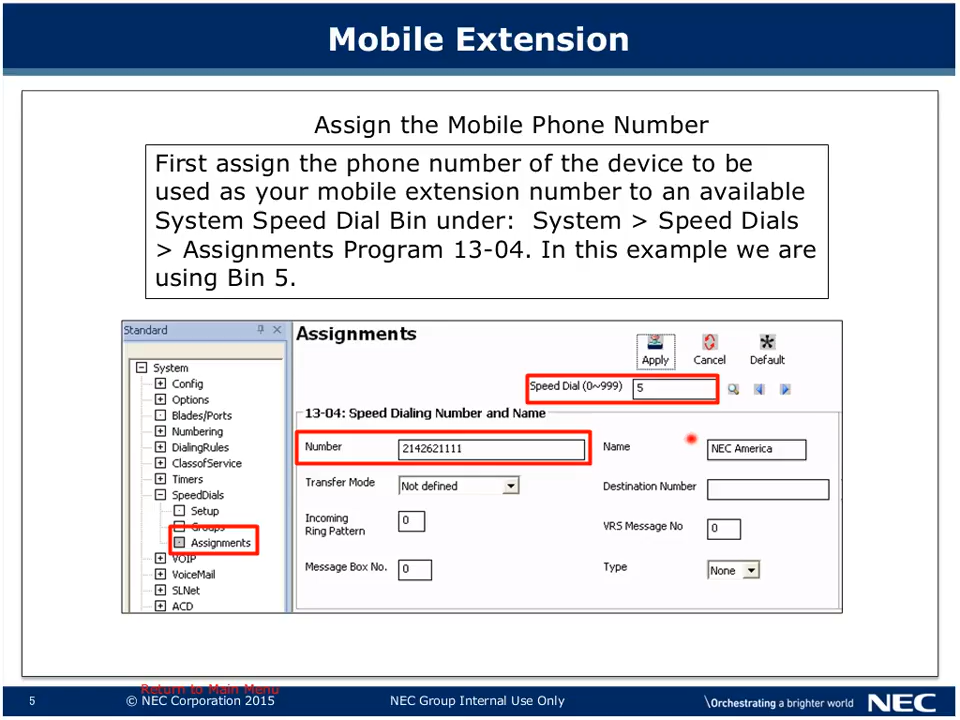 Mobile Extension
Assign the Mobile Phone Number
First assign the phone number of the device to be
used as your mobile extension number to an available
System Speed Dial Bin under:  System > Speed Dials
> Assignments Program 13-04. In this example we are
using Bin 5.
Standard
System
Config
Options
Blades/Ports
Numbering
DialingRules
ClassofService
Timers
SpeedDials
Setup
Groups
Assignments
VOIP
VoiceMail
SLNet
ACD
Assignments
Apply
Cancel
Default
Speed Dial (0~999) 5
13-04: Speed Dialing Number and Name
Number 2142621111
Name NEC America
Transfer Mode Not defined
Destination Number
Incoming
Ring Pattern 0
VRS Message No 0
Message Box No. 0
Type None
Return to Main Menu
5
© NEC Corporation 2015
NEC Group Internal Use Only
\Orchestrating a brighter world
NEC